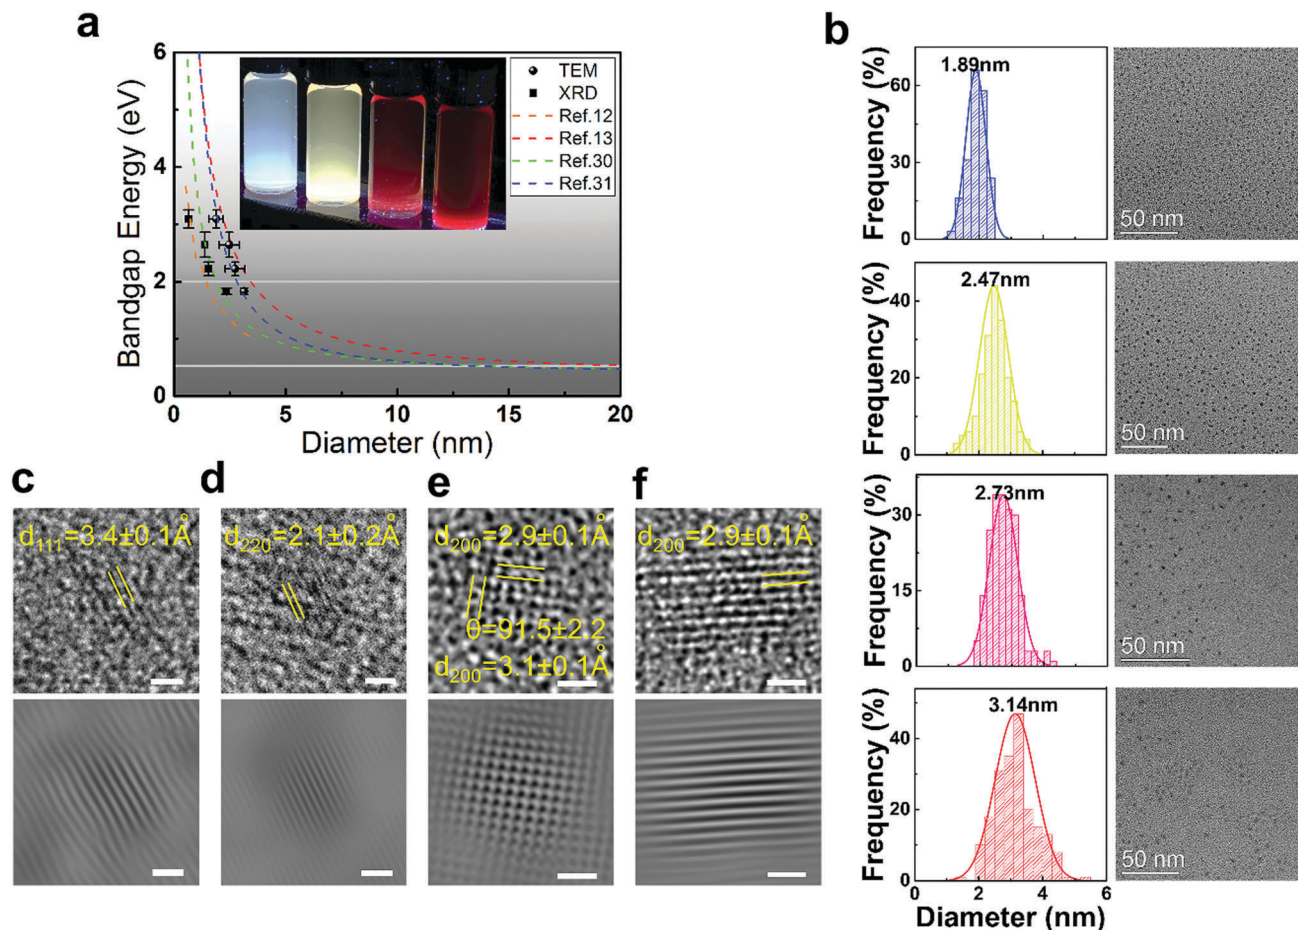 a
6
4
2
0
Bandgap Energy (eV)
TEM
XRD
Ref.12
Ref.13
Ref.30
Ref.31
0 5 10 15 20
Diameter (nm)
b
Frequency (%)
60
30
0
1.89nm
50 nm
Frequency (%)
40
20
0
2.47nm
50 nm
Frequency (%)
30
15
0
2.73nm
50 nm
Frequency (%)
40
20
0
3.14nm
50 nm
0 2 4 6
Diameter (nm)
c
d111=3.4±0.1Å
d
d220=2.1±0.2Å
e
d200=2.9±0.1Å
θ=91.5±2.2
d200=3.1±0.1Å
f
d200=2.9±0.1Å